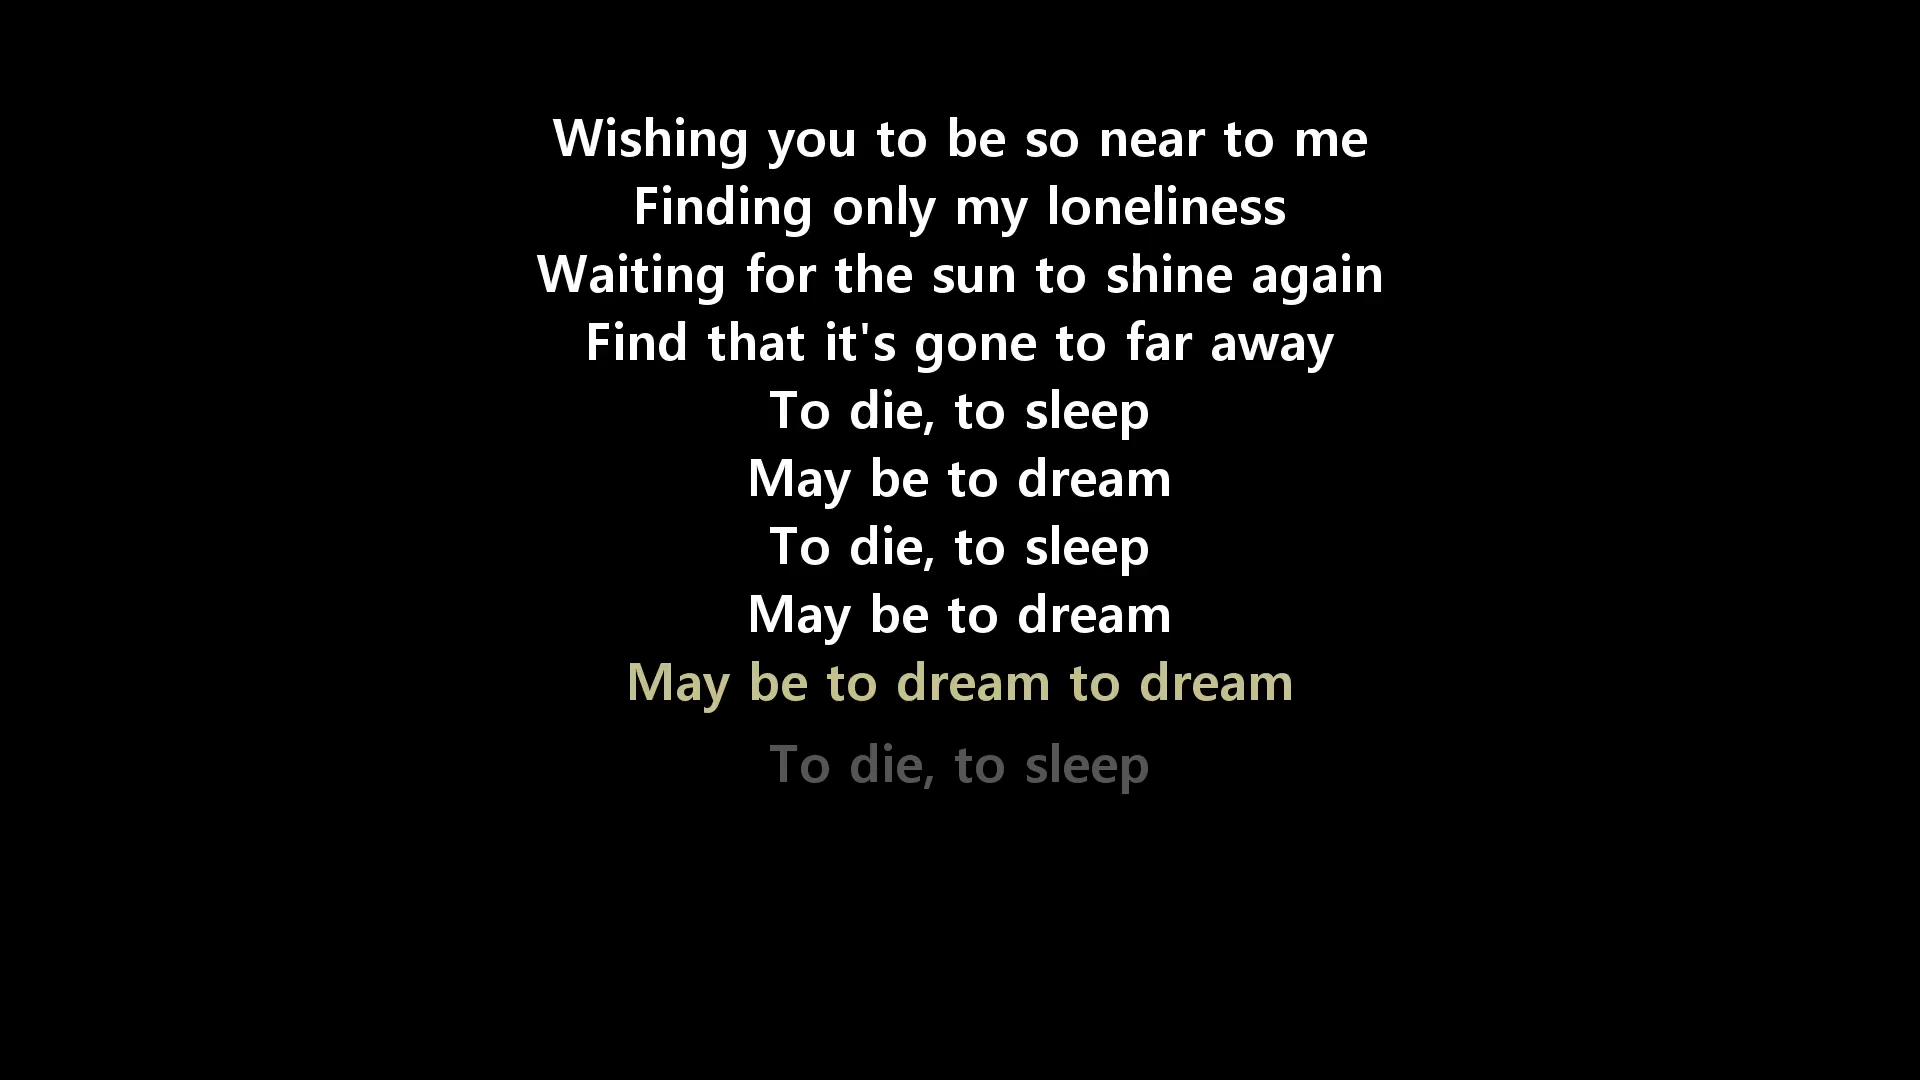 Wishing you to be so near to me
Finding only my loneliness
Waiting for the sun to shine again
Find that it's gone to far away
To die, to sleep
May be to dream
To die, to sleep
May be to dream
May be to dream to dream
To die, to sleep